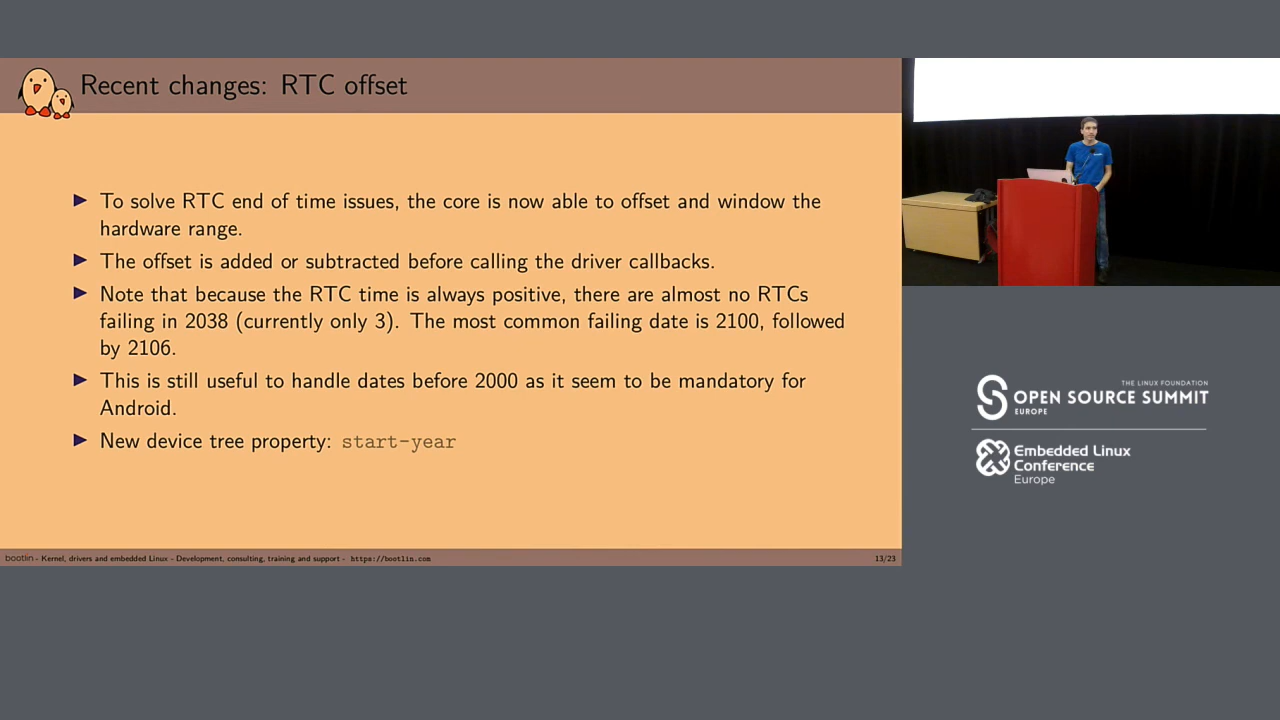 Recent changes: RTC offset
To solve RTC end of time issues, the core is now able to offset and window the
hardware range.
The offset is added or subtracted before calling the driver callbacks.
Note that because the RTC time is always positive, there are almost no RTCs
failing in 2038 (currently only 3). The most common failing date is 2100, followed
by 2106.
This is still useful to handle dates before 2000 as it seem to be mandatory for
Android.
New device tree property: start-year
bootlin - Kernel, drivers and embedded Linux - Development, consulting, training and support - https://bootlin.com
13/23
THE LINUX FOUNDATION
OPEN SOURCE SUMMIT
EUROPE
Embedded Linux
Conference
Europe